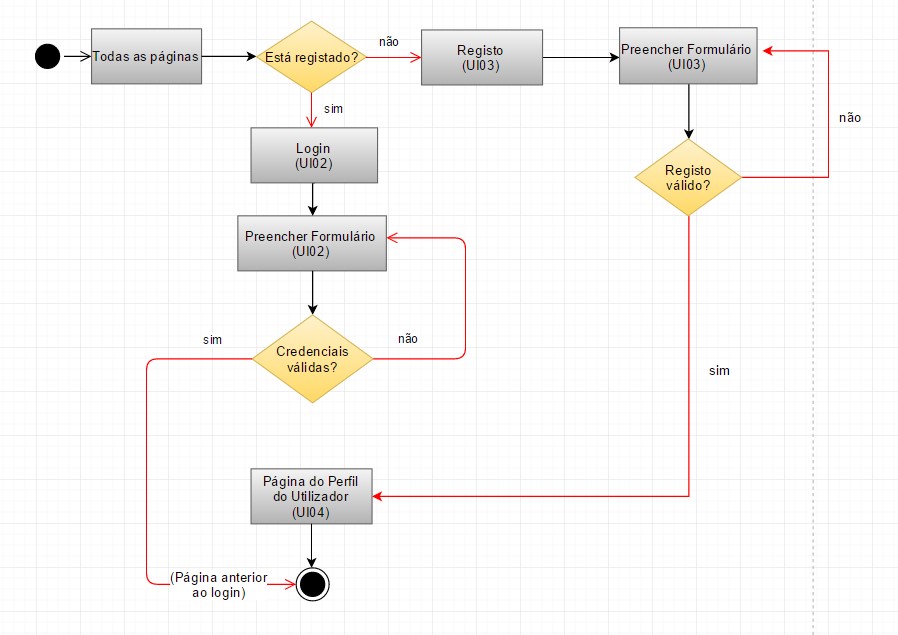 Todas as páginas
Está registado?
não
Registo
(UI03)
Preencher Formulário
(UI03)
não
sim
Login
(UI02)
Registo
válido?
Preencher Formulário
(UI02)
sim
não
Credenciais
válidas?
sim
Página do Perfil
do Utilizador
(UI04)
(Página anterior
ao login)